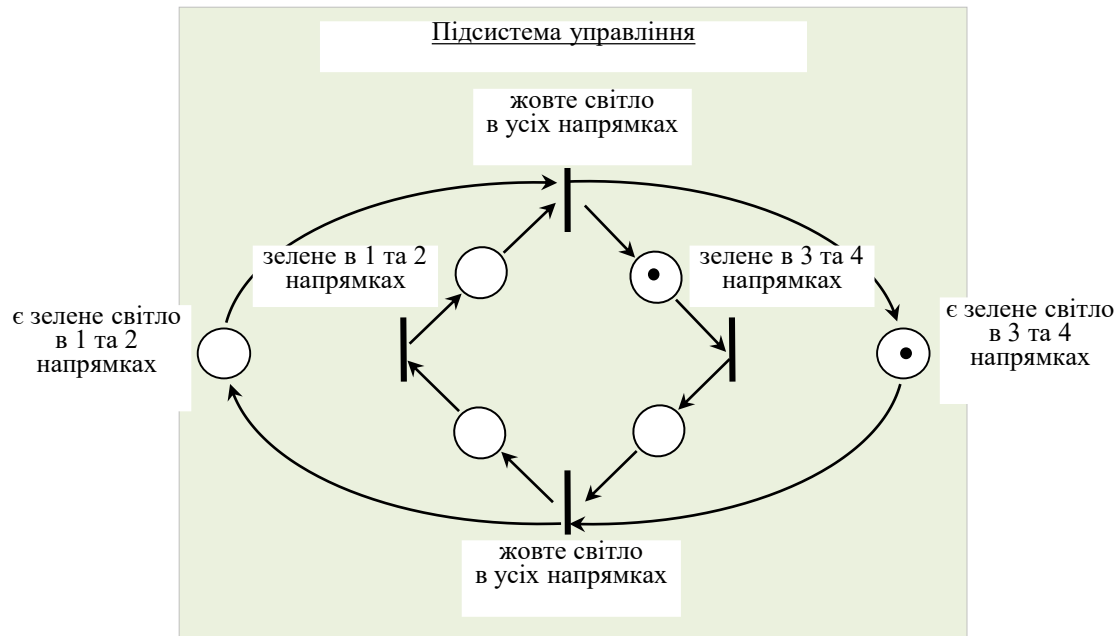 Підсистема управління
жовте світло
в усіх напрямках
зелене в 1 та 2
напрямках
зелене в 3 та 4
напрямках
є зелене світло
в 1 та 2
напрямках
є зелене світло
в 3 та 4
напрямках
жовте світло
в усіх напрямках